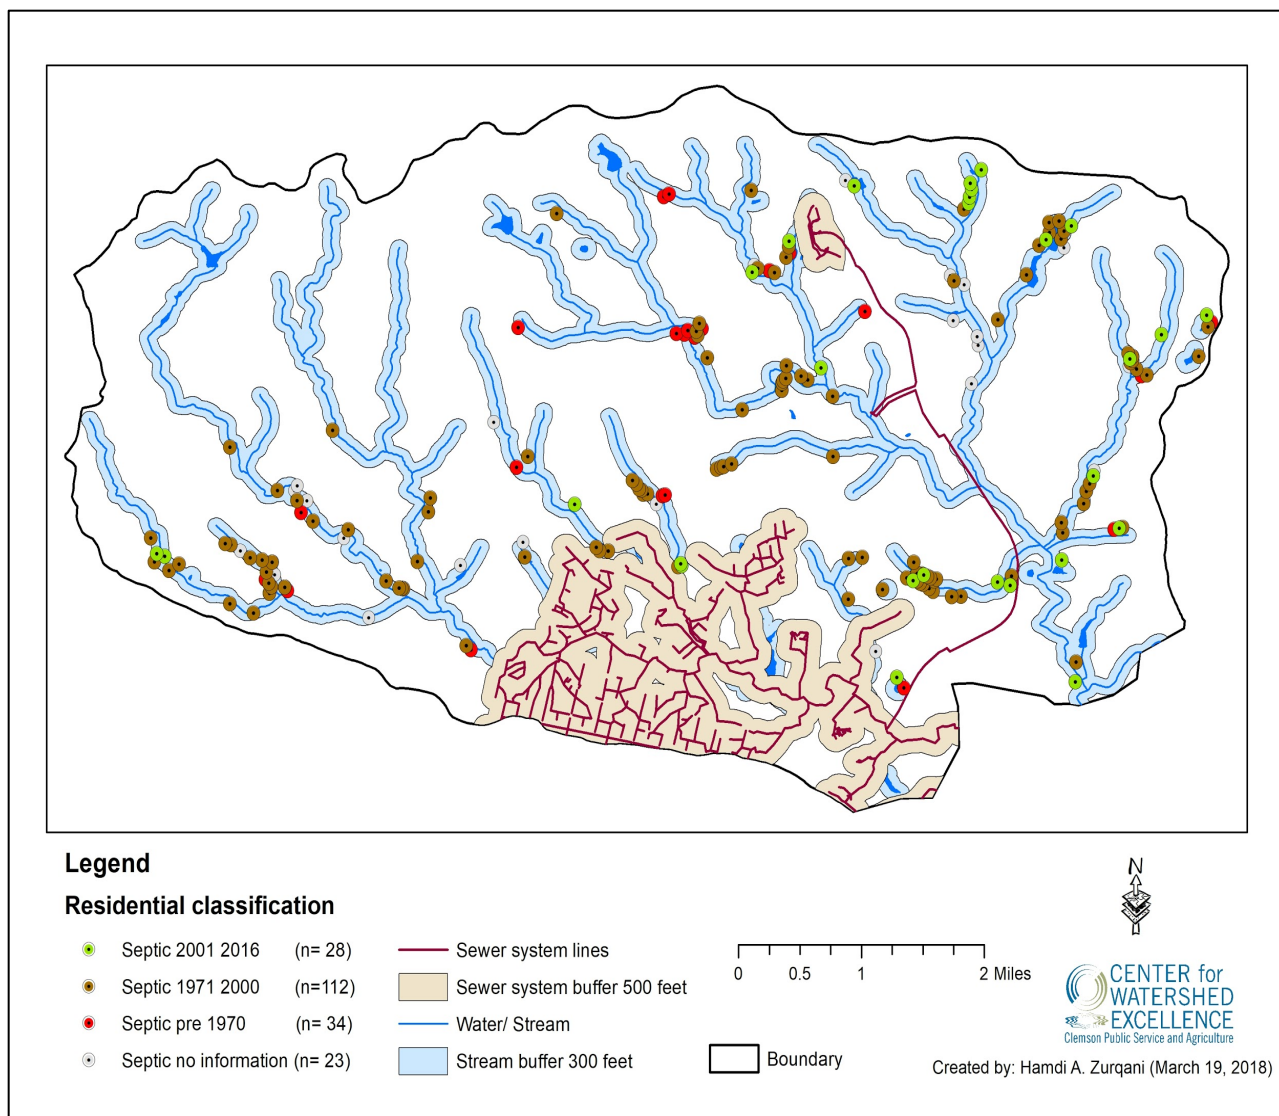 Legend
Residential classification
Septic 2001 2016 (n= 28)
Septic 1971 2000 (n=112)
Septic pre 1970 (n= 34)
Septic no information (n= 23)
Sewer system lines
Sewer system buffer 500 feet
Water/ Stream
Stream buffer 300 feet
0 0.5 1 2 Miles
Boundary
N
CENTER for
WATERSHED
EXCELLENCE
Clemson Public Service and Agriculture
Created by: Hamdi A. Zurqani (March 19, 2018)